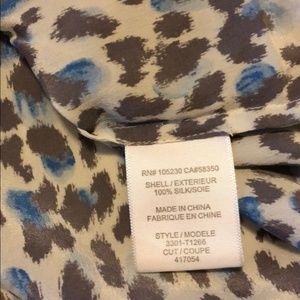 RN# 105230 CA#58350
SHELL / EXTERIEUR
100% SILK/SOIE
MADE IN CHINA
FABRIQUE EN CHINE
STYLE / MODELE
3301-T1266
CUT / COUPE
417054